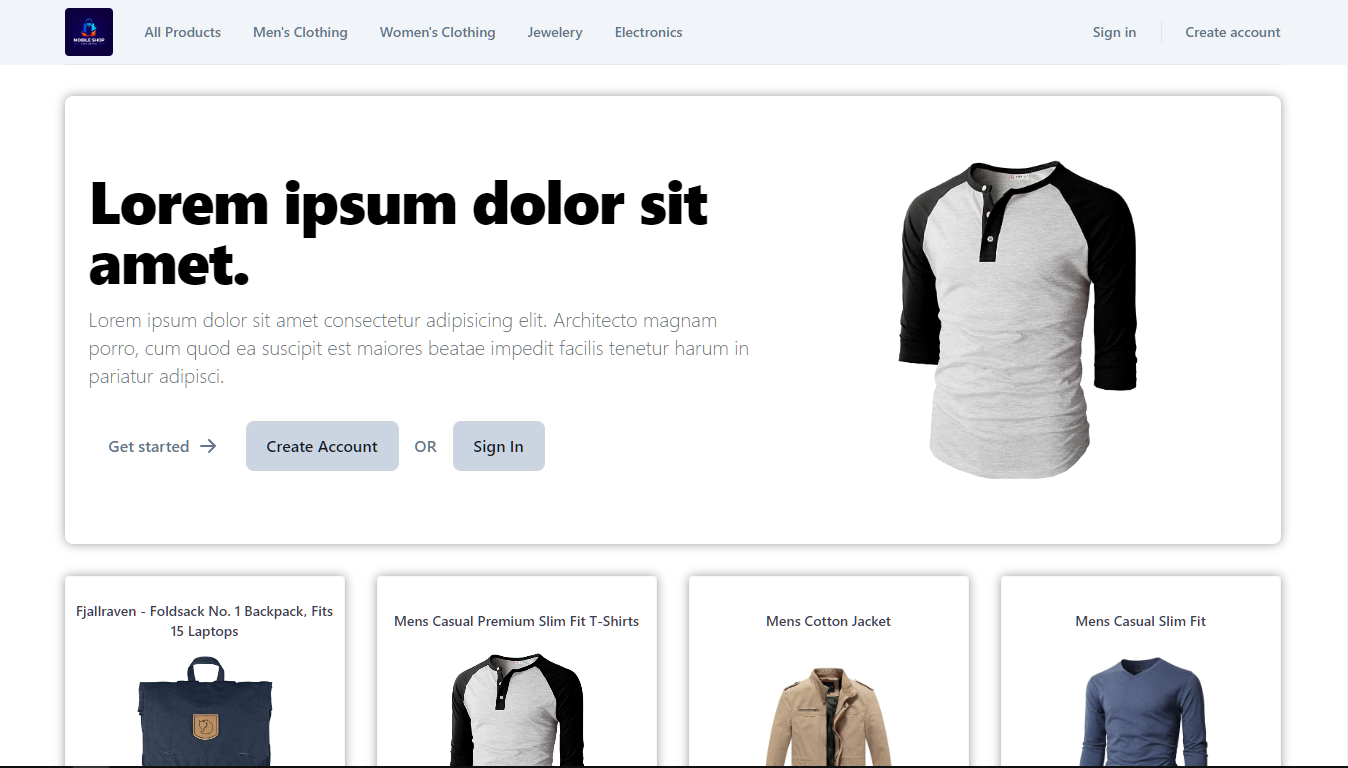 MOBILE SHOP
All Products
Men's Clothing
Women's Clothing
Jewelery
Electronics
Sign in
Create account
Lorem ipsum dolor sit
amet.
Lorem ipsum dolor sit amet consectetur adipisicing elit. Architecto magnam
porro, cum quod ea suscipit est maiores beatae impedit facilis tenetur harum in
pariatur adipisci.
Get started
Create Account
OR
Sign In
Fjallraven - Foldsack No. 1 Backpack, Fits
15 Laptops
Mens Casual Premium Slim Fit T-Shirts
Mens Cotton Jacket
Mens Casual Slim Fit